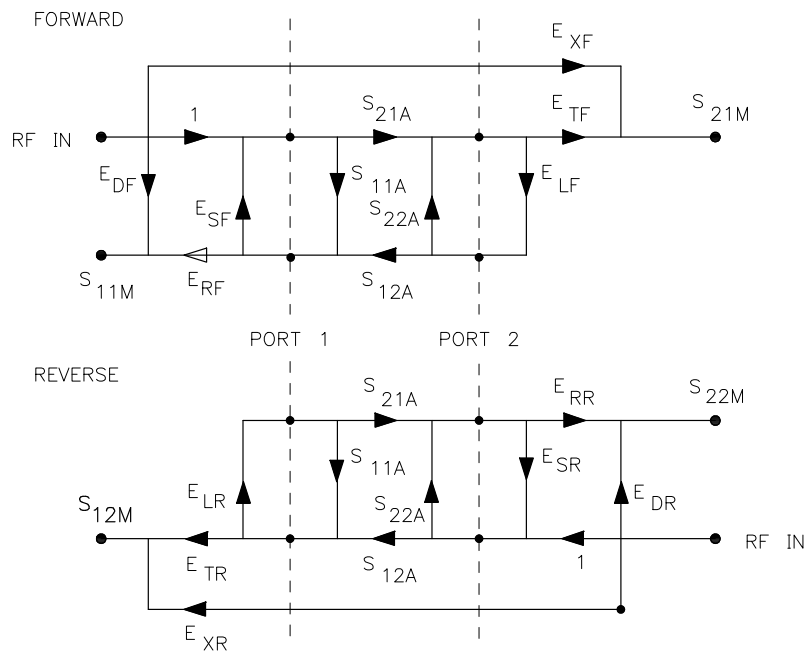 FORWARD
E XF
1
S 21A
E TF
S 21M
RF IN
E DF
E SF
S 11A
S 22A
E LF
S 11M
E RF
S 12A
PORT 1
PORT 2
REVERSE
S 21A
E RR
S 22M
S 11A
E SR
E LR
S 22A
E DR
S 12M
E TR
S 12A
1
RF IN
E XR